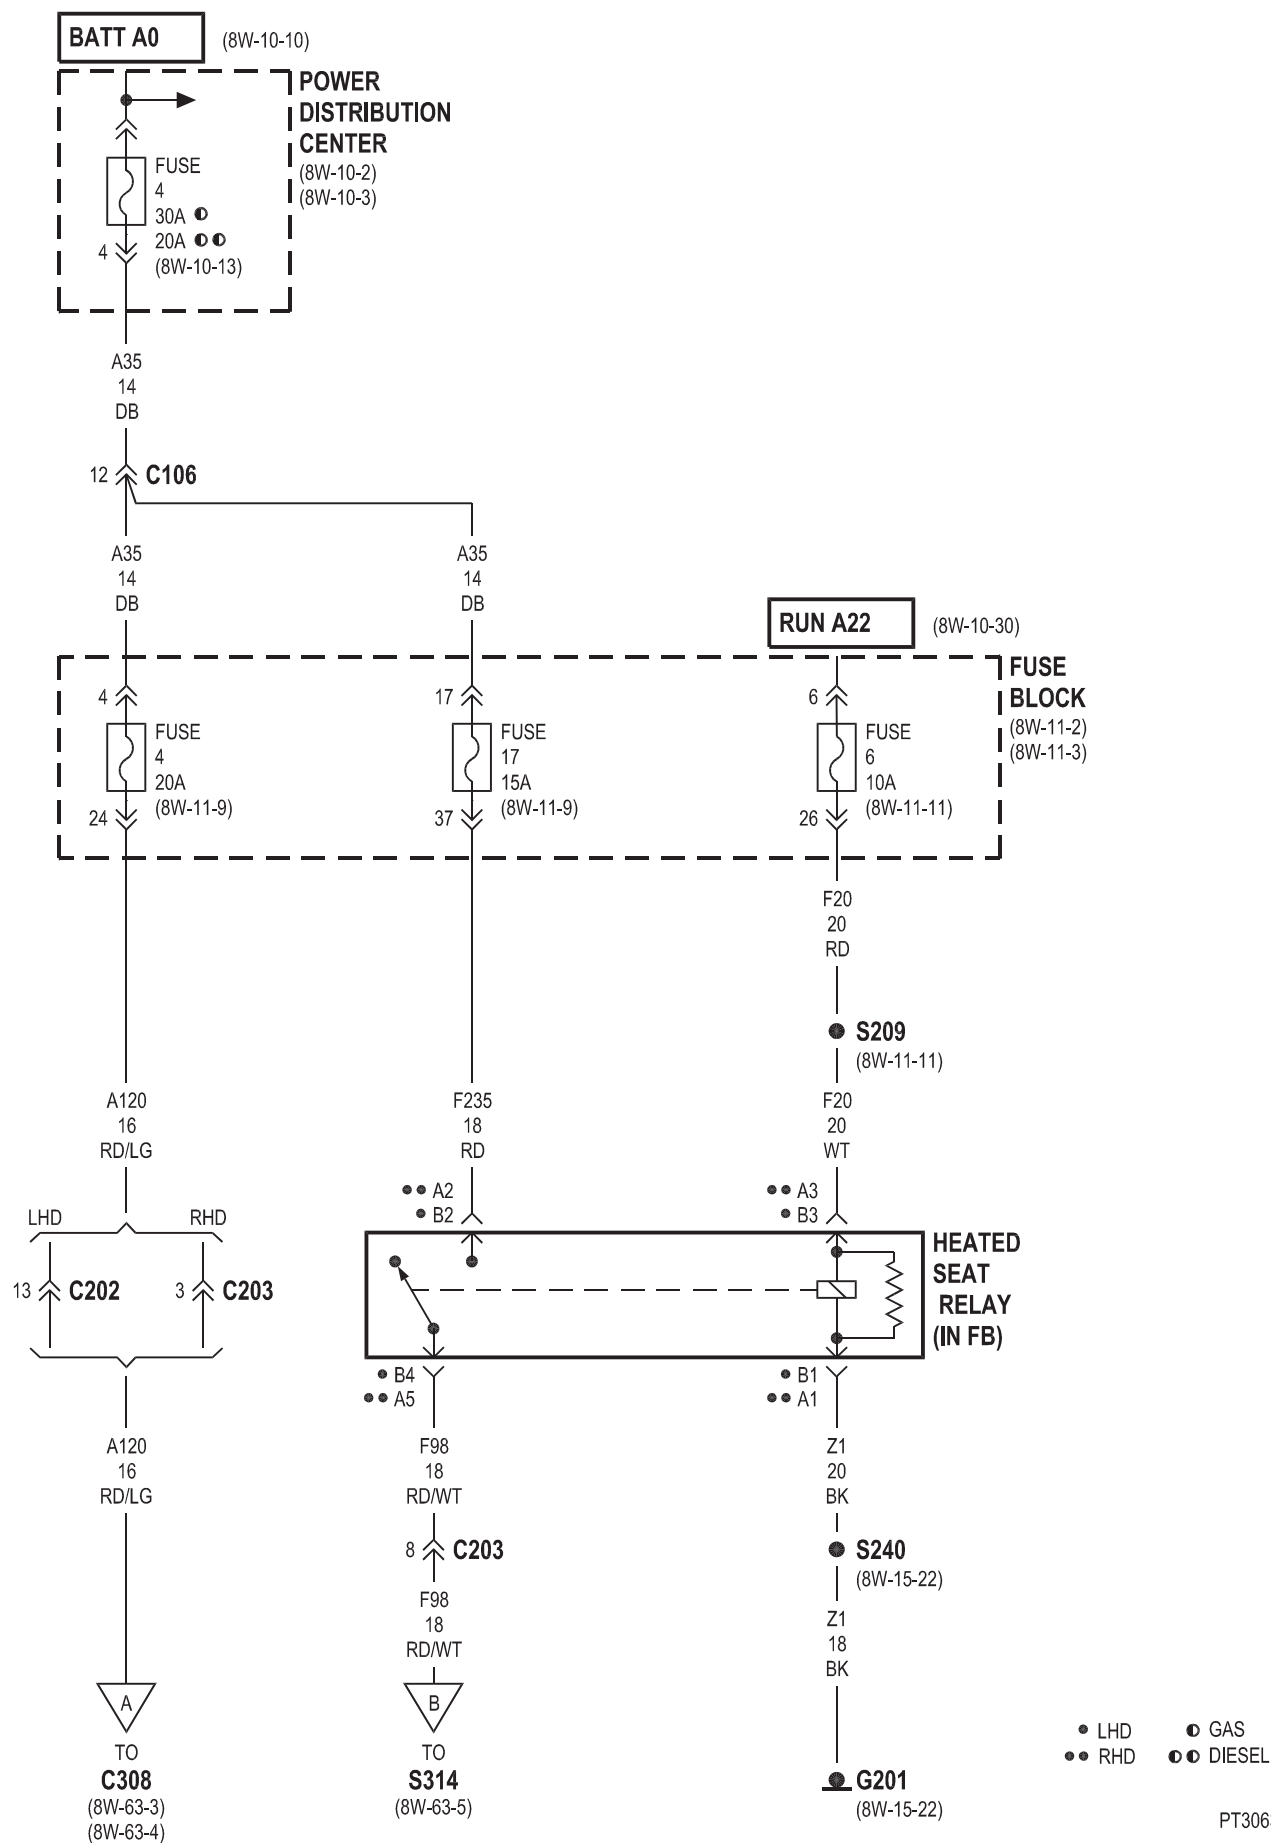 BATT A0
(8W-10-10)
POWER
DISTRIBUTION
CENTER
(8W-10-2)
(8W-10-3)
FUSE
4
30A
20A
(8W-10-13)
4
A35
14
DB
12
C106
A35
14
DB
A35
14
DB
RUN A22
(8W-10-30)
FUSE
BLOCK
(8W-11-2)
(8W-11-3)
4
FUSE
4
20A
(8W-11-9)
24
17
FUSE
17
15A
(8W-11-9)
37
6
FUSE
6
10A
(8W-11-11)
26
F20
20
RD
S209
(8W-11-11)
A120
16
RD/LG
F235
18
RD
F20
20
WT
LHD
RHD
13
C202
3
C203
A2
B2
A3
B3
HEATED
SEAT
RELAY
(IN FB)
B4
A5
B1
A1
A120
16
RD/LG
F98
18
RD/WT
Z1
20
BK
8
C203
S240
(8W-15-22)
F98
18
RD/WT
Z1
18
BK
A
TO
C308
(8W-63-3)
(8W-63-4)
B
TO
S314
(8W-63-5)
G201
(8W-15-22)
LHD
GAS
RHD
DIESEL